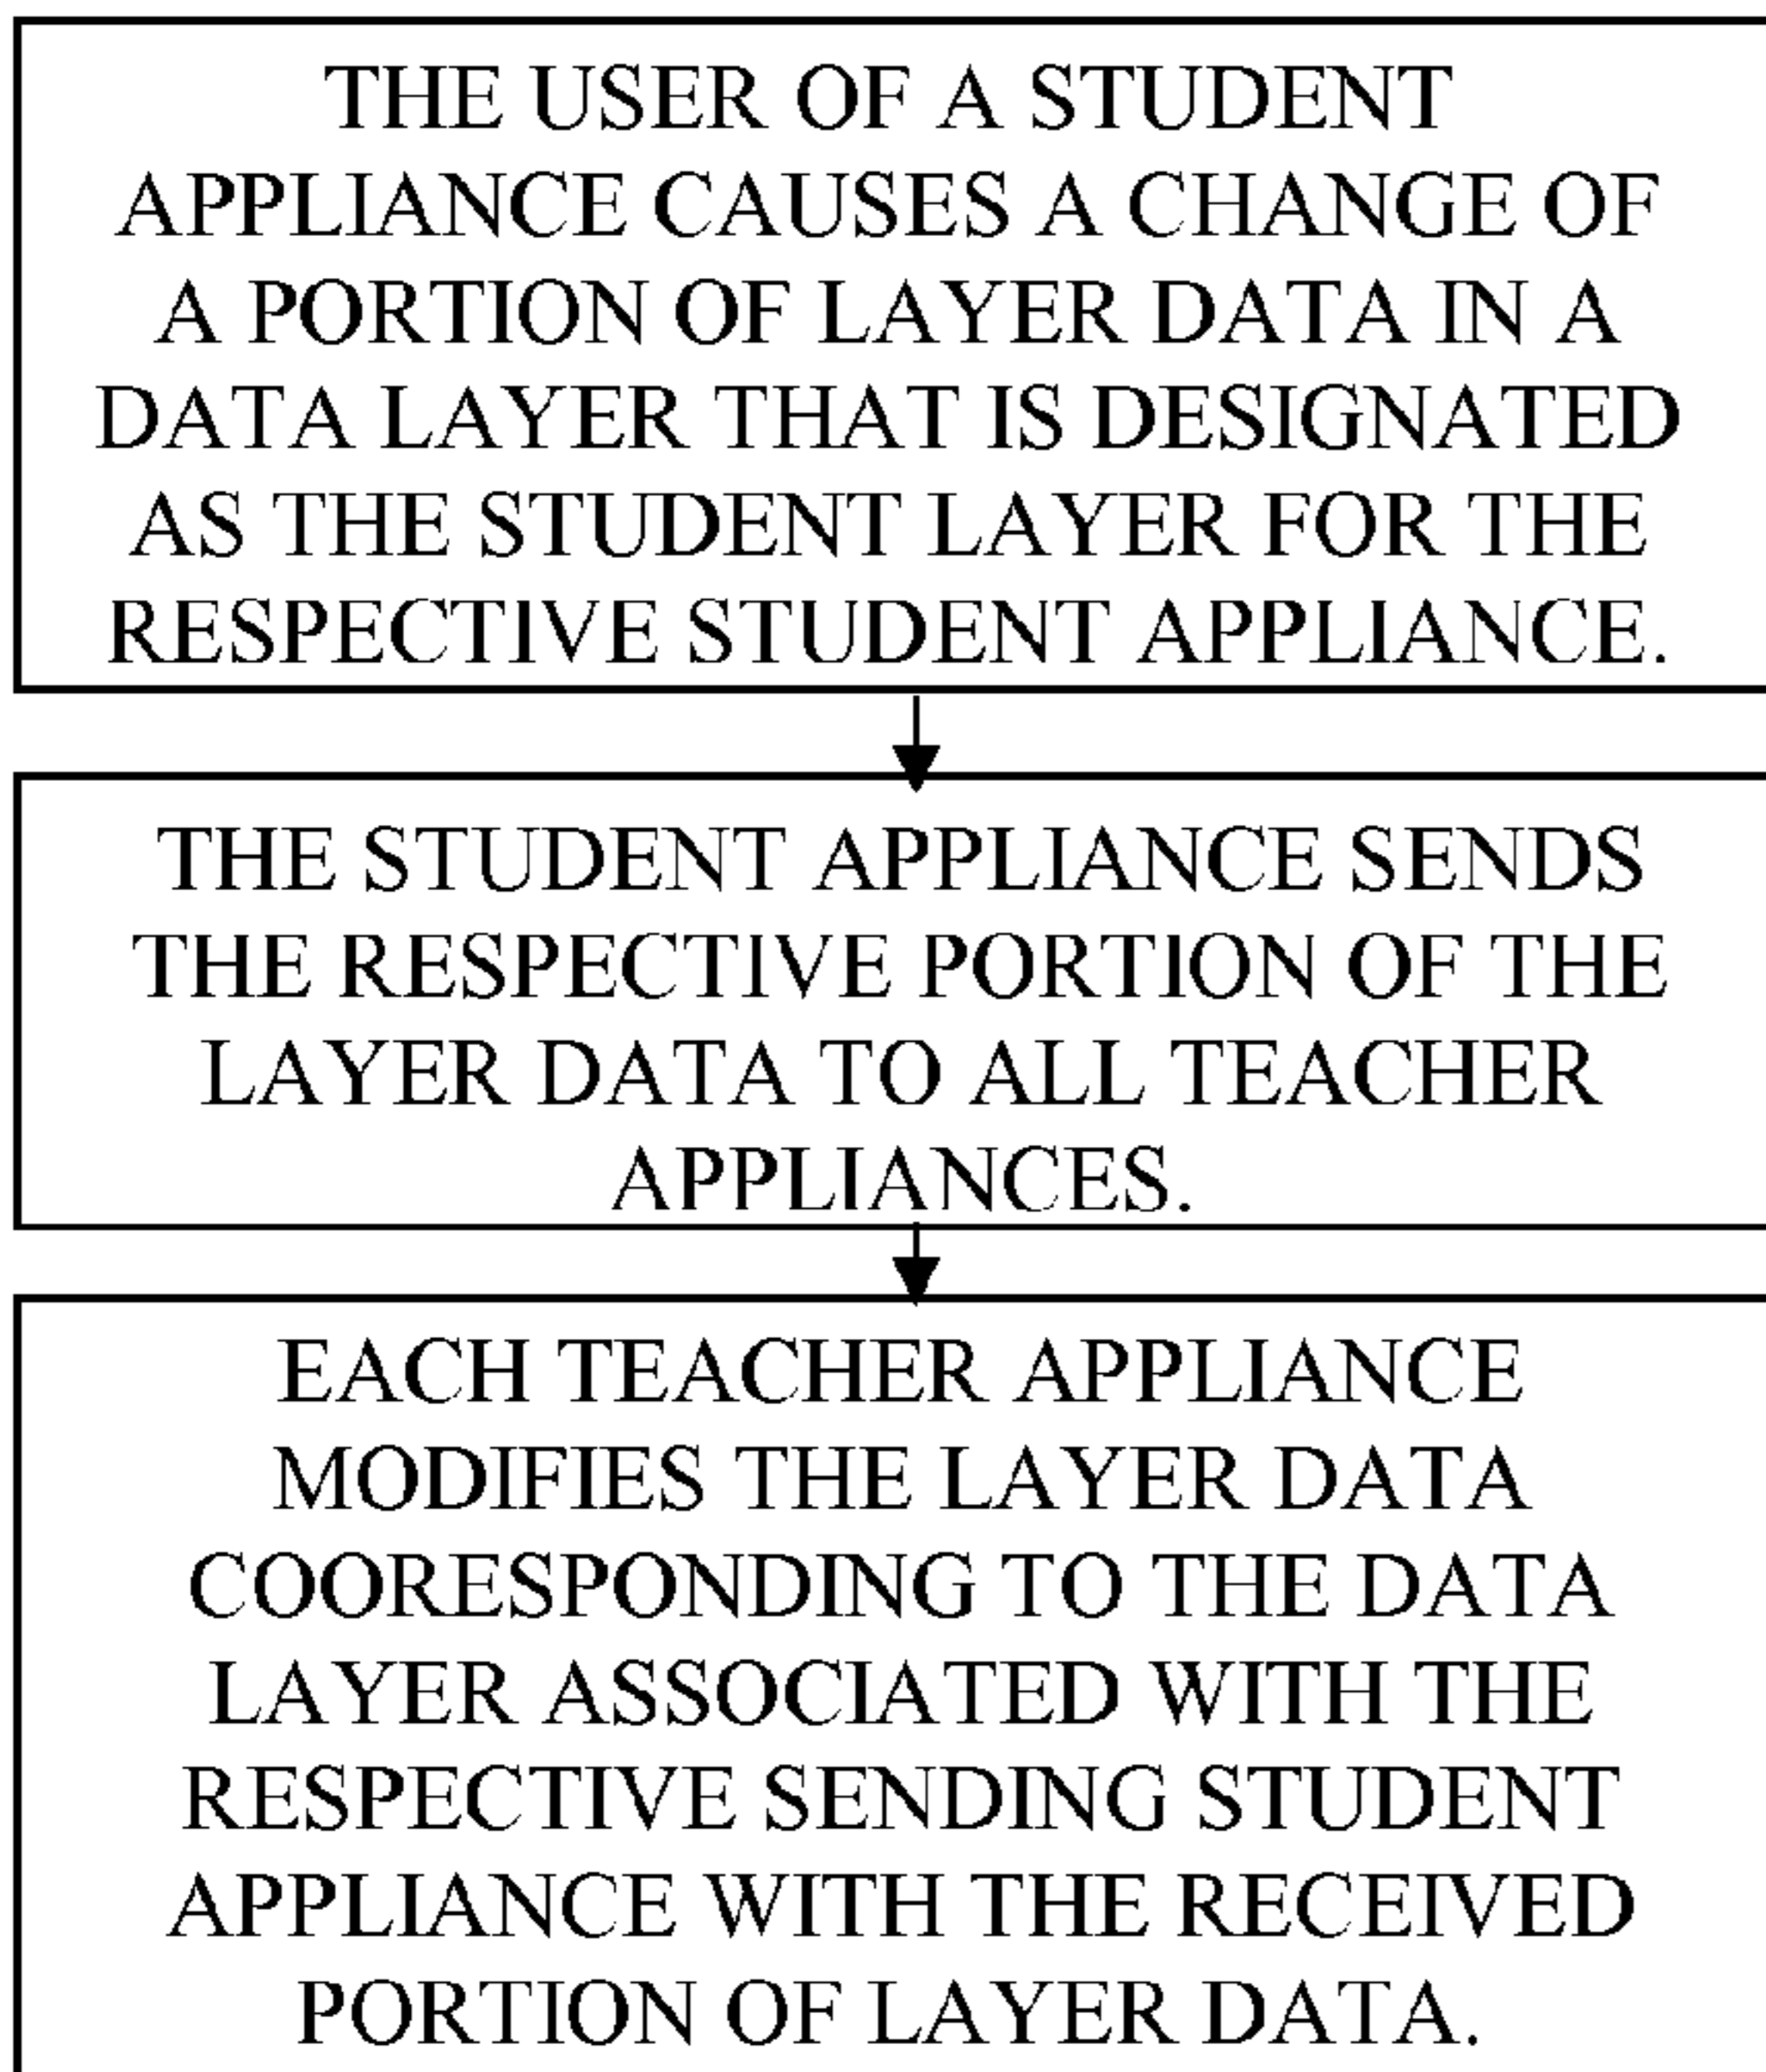 THE USER OF A STUDENT
APPLIANCE CAUSES A CHANGE OF
A PORTION OF LAYER DATA IN A
DATA LAYER THAT IS DESIGNATED
AS THE STUDENT LAYER FOR THE
RESPECTIVE STUDENT APPLIANCE.
THE STUDENT APPLIANCE SENDS
THE RESPECTIVE PORTION OF THE
LAYER DATA TO ALL TEACHER
APPLIANCES.
EACH TEACHER APPLIANCE
MODIFIES THE LAYER DATA
COORESPONDING TO THE DATA
LAYER ASSOCIATED WITH THE
RESPECTIVE SENDING STUDENT
APPLIANCE WITH THE RECEIVED
PORTION OF LAYER DATA.